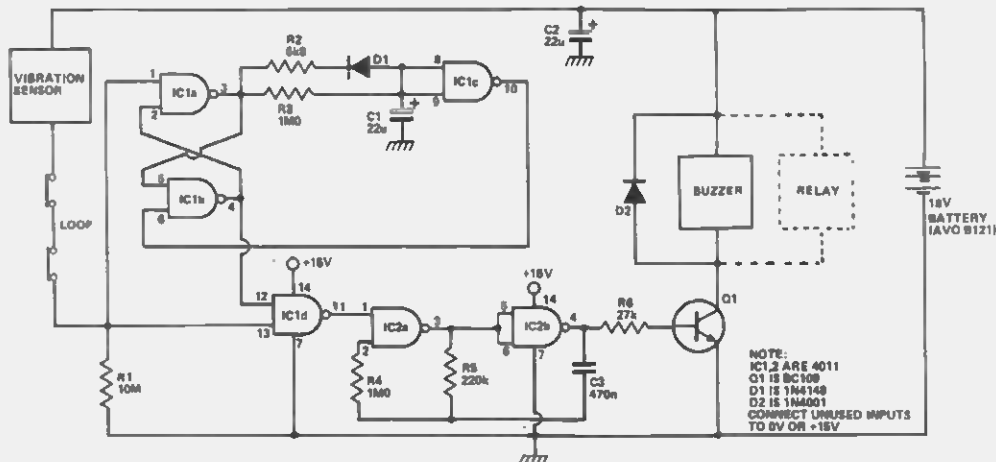 VIBRATION
SENSOR
LOOP
R1
10M
1
2
3
IC1a
R2
6k8
D1
R3
1M0
C1
22u
+
8
9
10
IC1c
5
6
4
IC1b
C2
22u
+
+15V
14
12
13
11
7
IC1d
1
2
3
IC2a
R4
1M0
R5
220k
+15V
14
5
6
4
7
IC2b
C3
470n
R6
27k
Q1
D2
BUZZER
RELAY
BATTERY
(AVO B121)
NOTE:
IC1,2 ARE 4011
Q1 IS BC109
D1 IS 1N4148
D2 IS 1N4001
CONNECT UNUSED INPUTS
TO 0V OR +15V